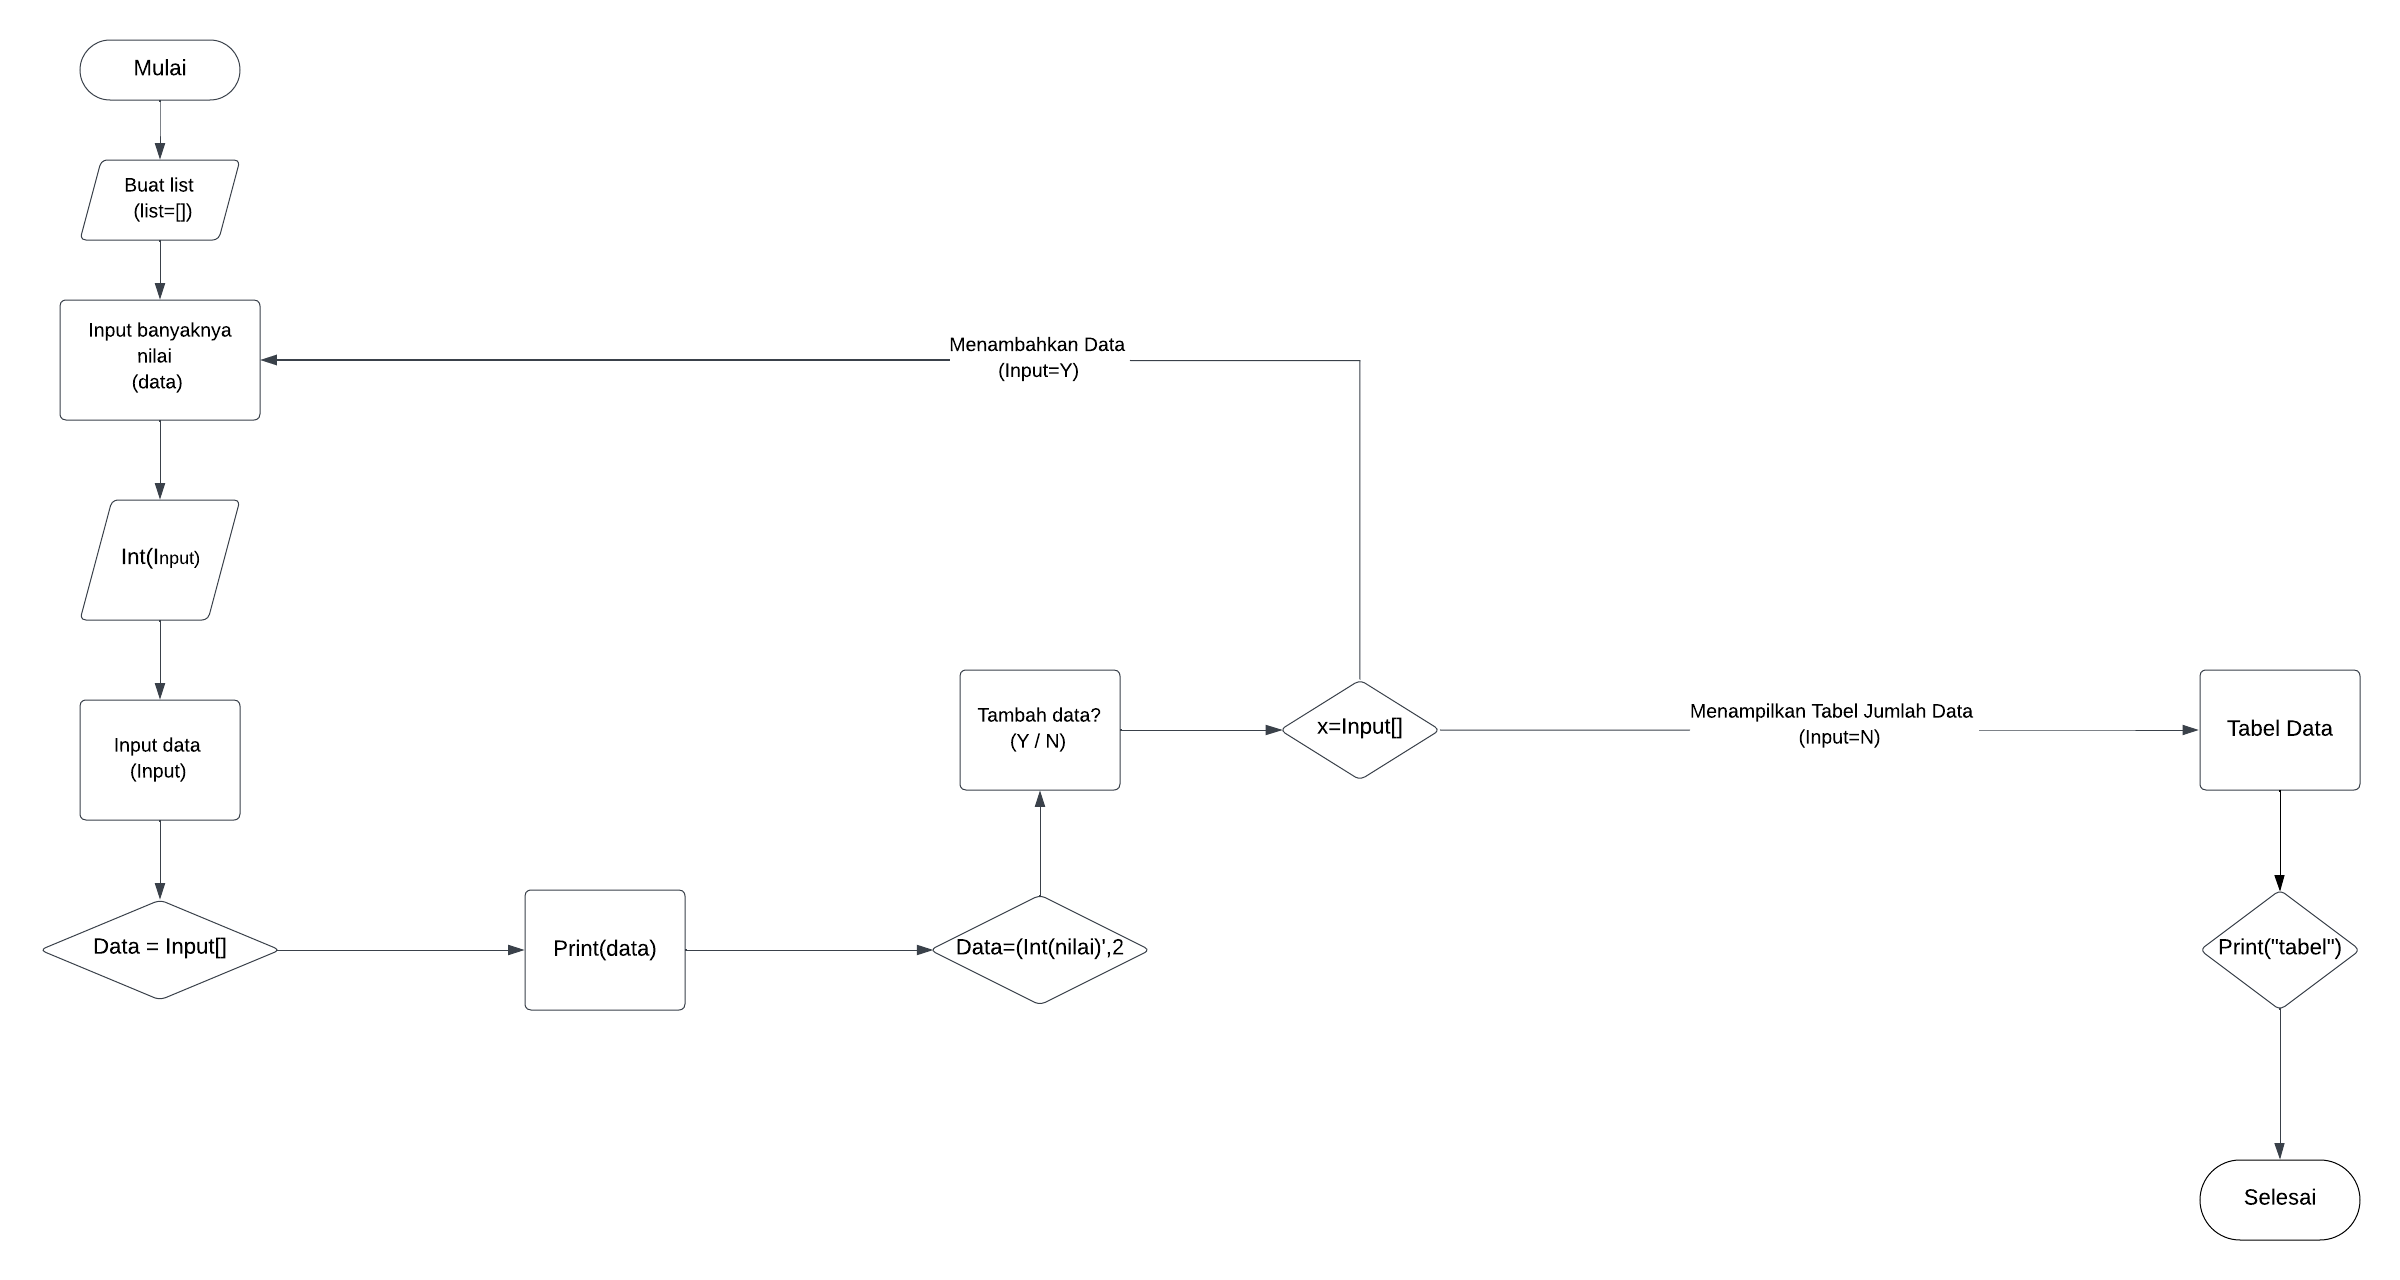 Mulai
Buat list
(list=[])
Input banyaknya
nilai
(data)
Int(Input)
Input data
(Input)
Data = Input[]
Print(data)
Data=(Int(nilai)',2
Tambah data?
(Y / N)
x=Input[]
Menambahkan Data
(Input=Y)
Menampilkan Tabel Jumlah Data
(Input=N)
Tabel Data
Print("tabel")
Selesai